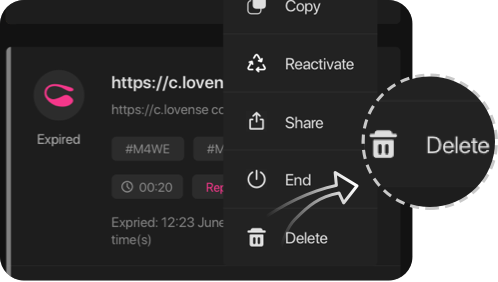 Copy
https://c.loven
Reactivate
https://c.lovense co
Expired
#M4WE
#M
Share
00:20
Rep
End
Expried: 12:23 June
time(s)
Delete
Delete